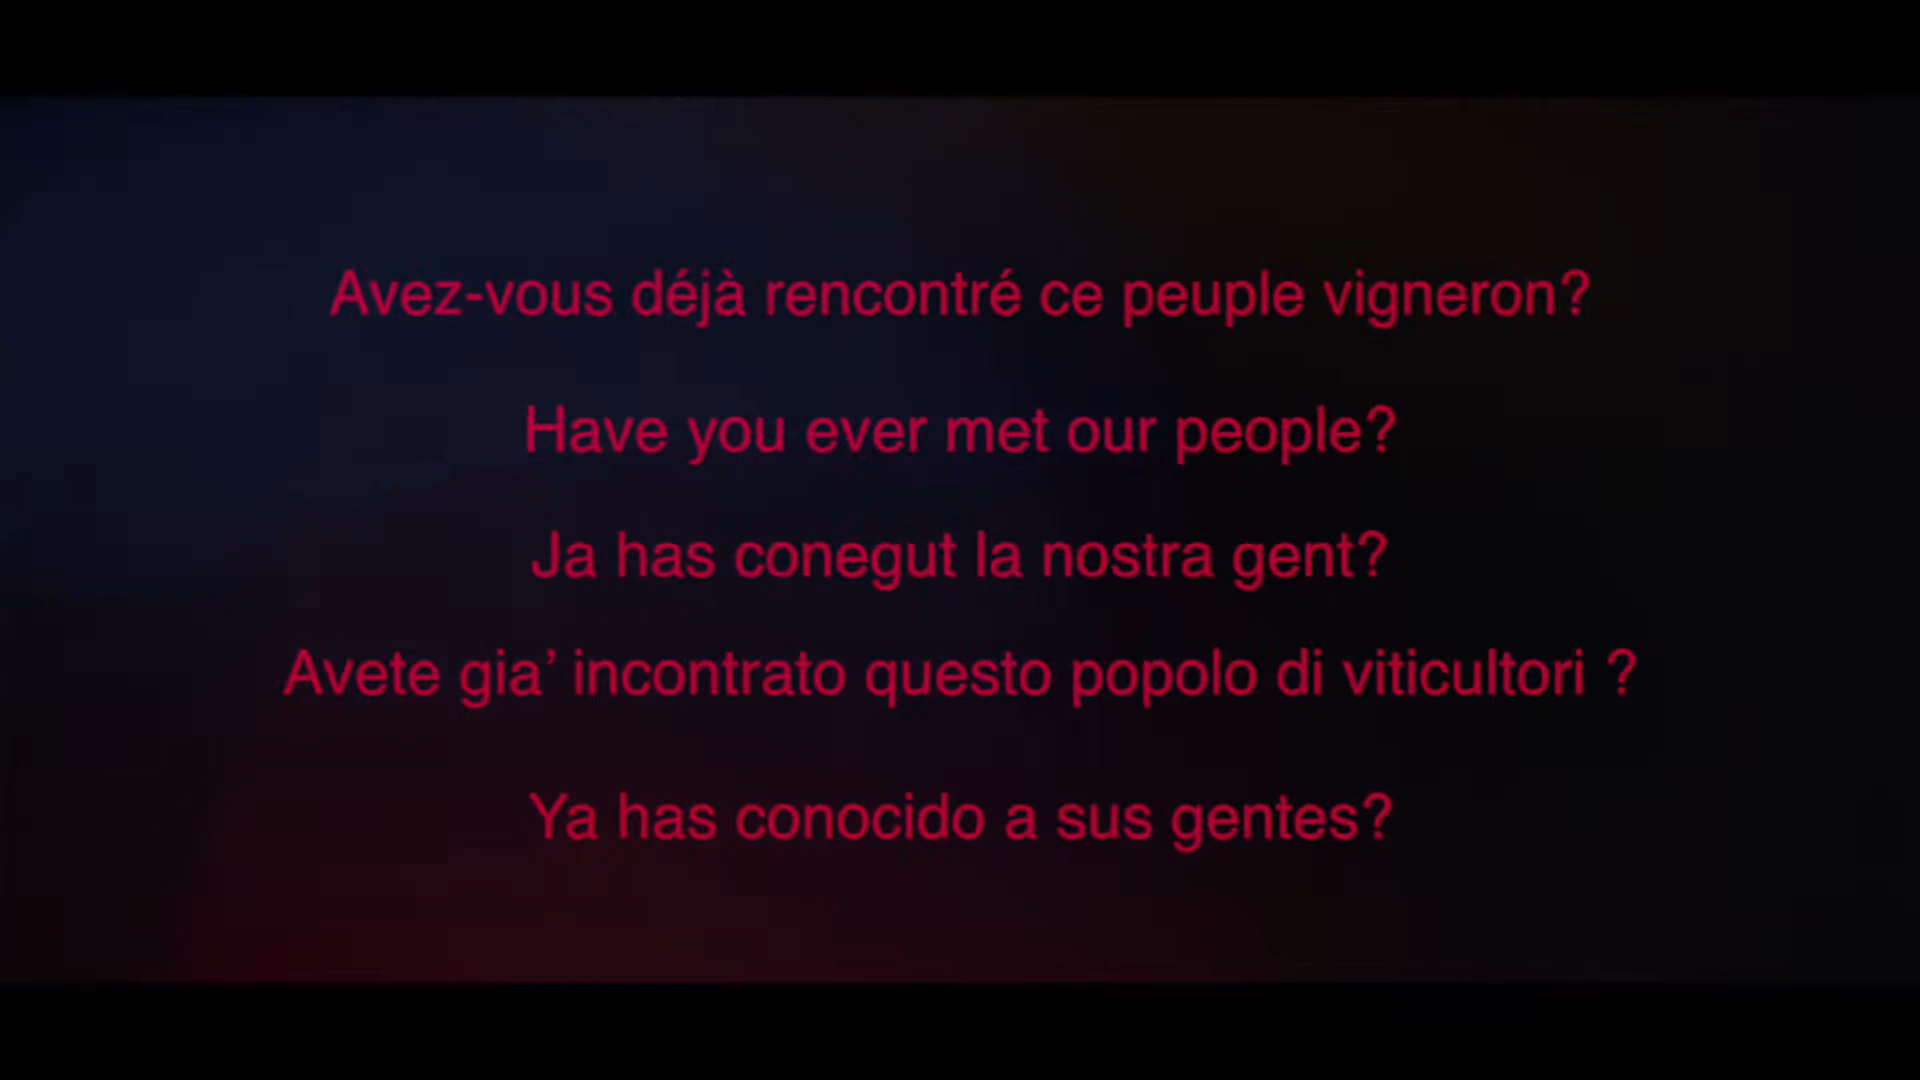 Avez-vous déjà rencontré ce peuple vigneron?
Have you ever met our people?
Ja has conegut la nostra gent?
Avete gia’ incontrato questo popolo di viticultori ?
Ya has conocido a sus gentes?